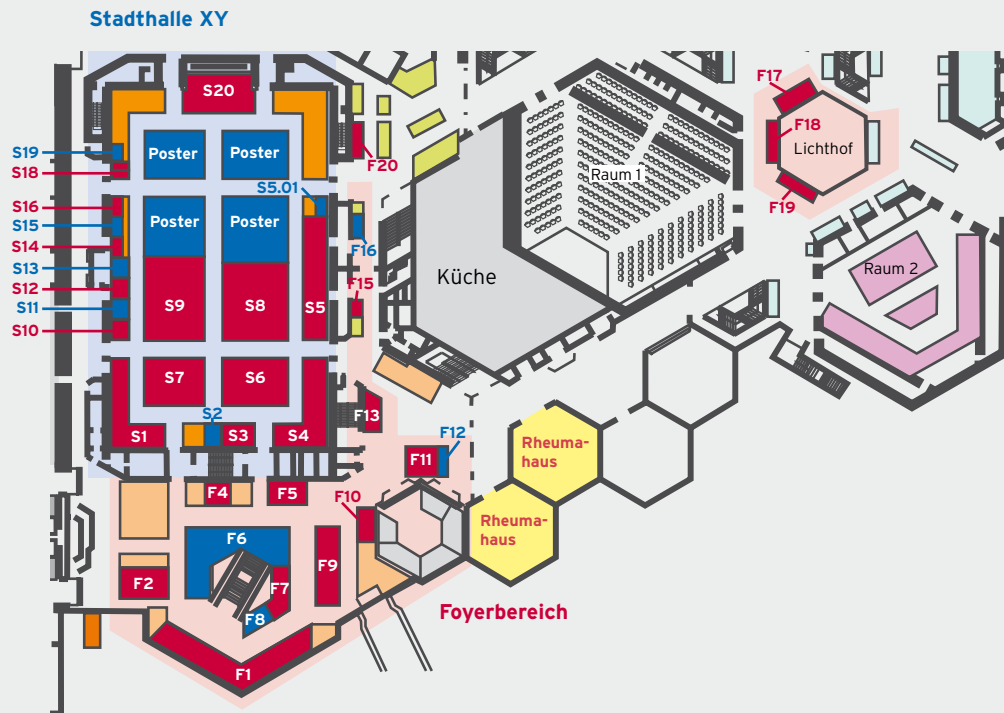 Stadthalle XY
S20
F17
F18
Lichthof
F19
S19
S18
Poster
Poster
F20
Raum 1
S5.01
S16
S15
S14
S13
S12
S11
S10
Poster
Poster
F16
F15
S9
S8
S5
Küche
Raum 2
S7
S6
S2
S1
S3
S4
F13
F12
F11
Rheuma-
haus
F4
F5
F10
Rheuma-
haus
F6
F2
F7
F9
F8
Foyerbereich
F1